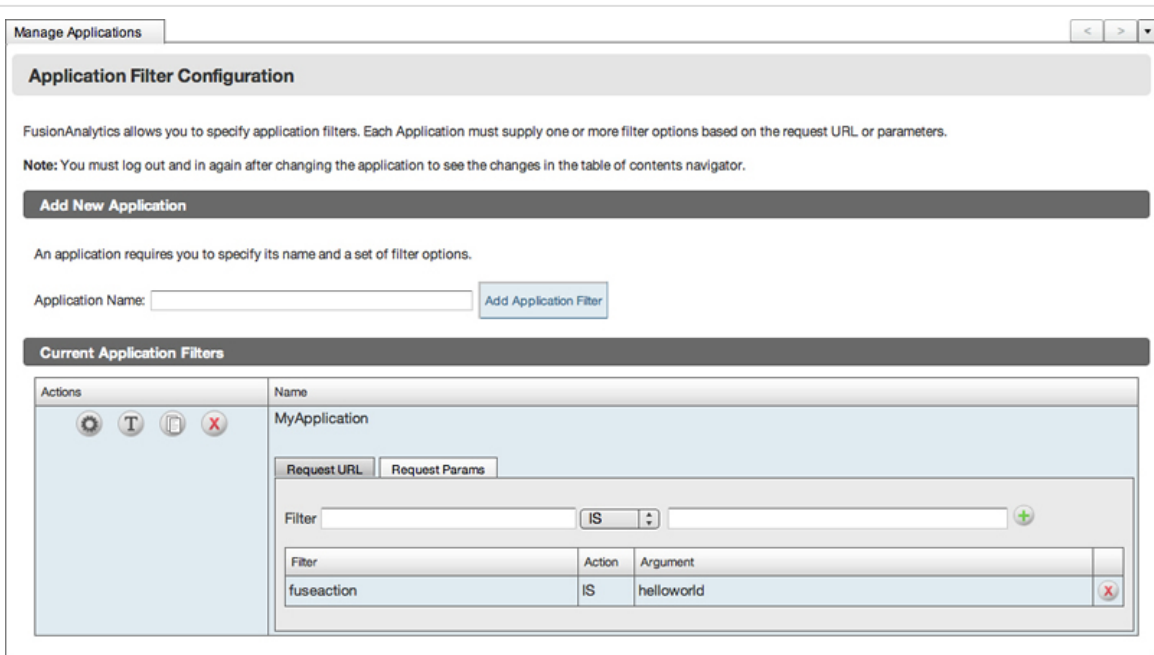 Manage Applications
< >
Application Filter Configuration
FusionAnalytics allows you to specify application filters. Each Application must supply one or more filter options based on the request URL or parameters.
Note: You must log out and in again after changing the application to see the changes in the table of contents navigator.
Add New Application
An application requires you to specify its name and a set of filter options.
Application Name: Add Application Filter
Current Application Filters
Actions Name
T X MyApplication
Request URL Request Params
Filter IS
Filter Action Argument
fuseaction IS helloworld X